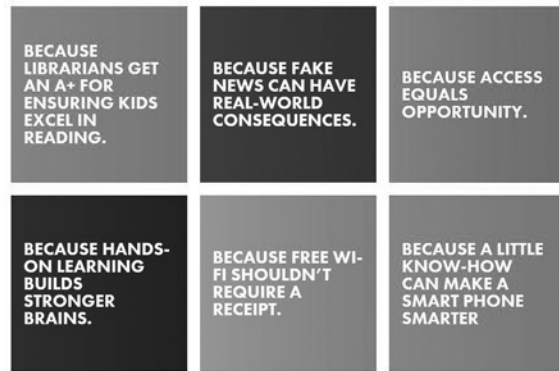 BECAUSE
LIBRARIANS GET
AN A+ FOR
ENSURING KIDS
EXCEL IN
READING.
BECAUSE FAKE
NEWS CAN HAVE
REAL-WORLD
CONSEQUENCES.
BECAUSE ACCESS
EQUALS
OPPORTUNITY.
BECAUSE HANDS-
ON LEARNING
BUILDS
STRONGER
BRAINS.
BECAUSE FREE WI-
FI SHOULDN'T
REQUIRE A
RECEIPT.
BECAUSE A LITTLE
KNOW-HOW
CAN MAKE A
SMART PHONE
SMARTER